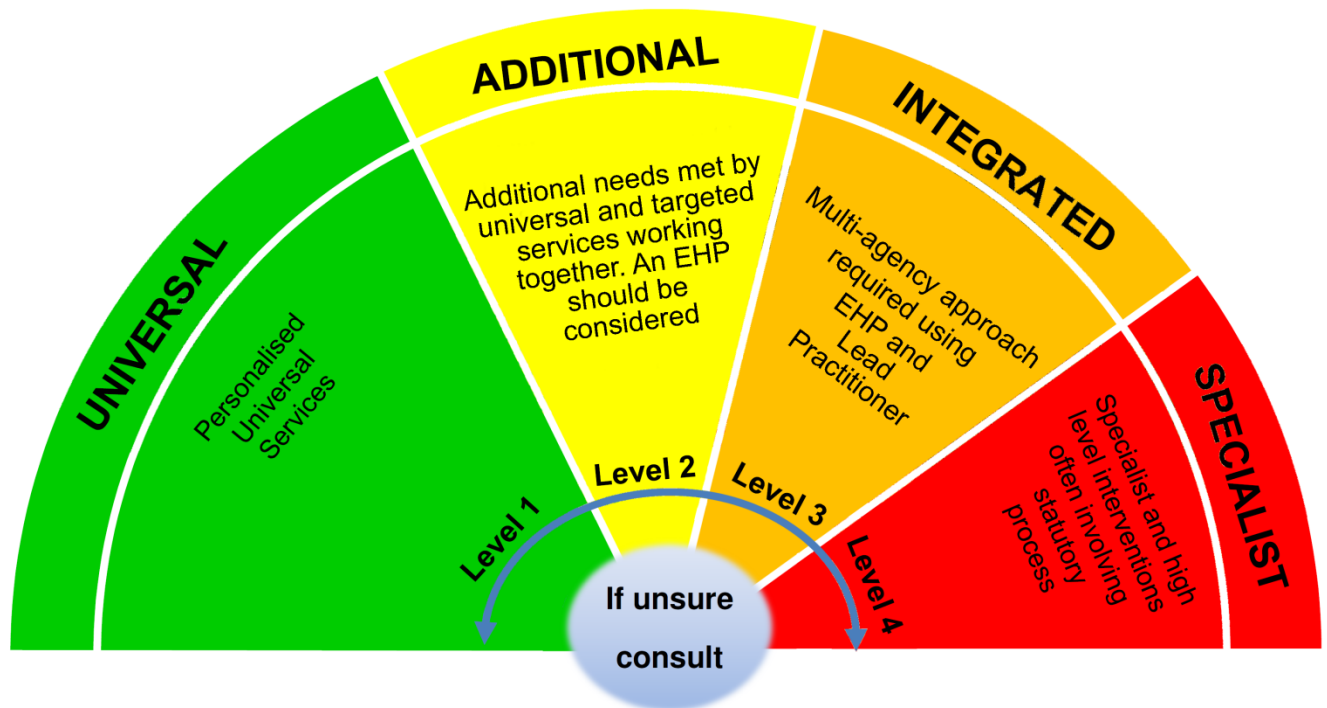 UNIVERSAL
Personalised
Universal
Services
Level 1
ADDITIONAL
Additional needs met by
universal and targeted
services working
together. An EHP
should be
considered
Level 2
INTEGRATED
Multi-agency approach
required using
EHP and
Lead
Practitioner
Level 3
SPECIALIST
Specialist and high
level interventions
often involving
statutory
process
Level 4
If unsure
consult